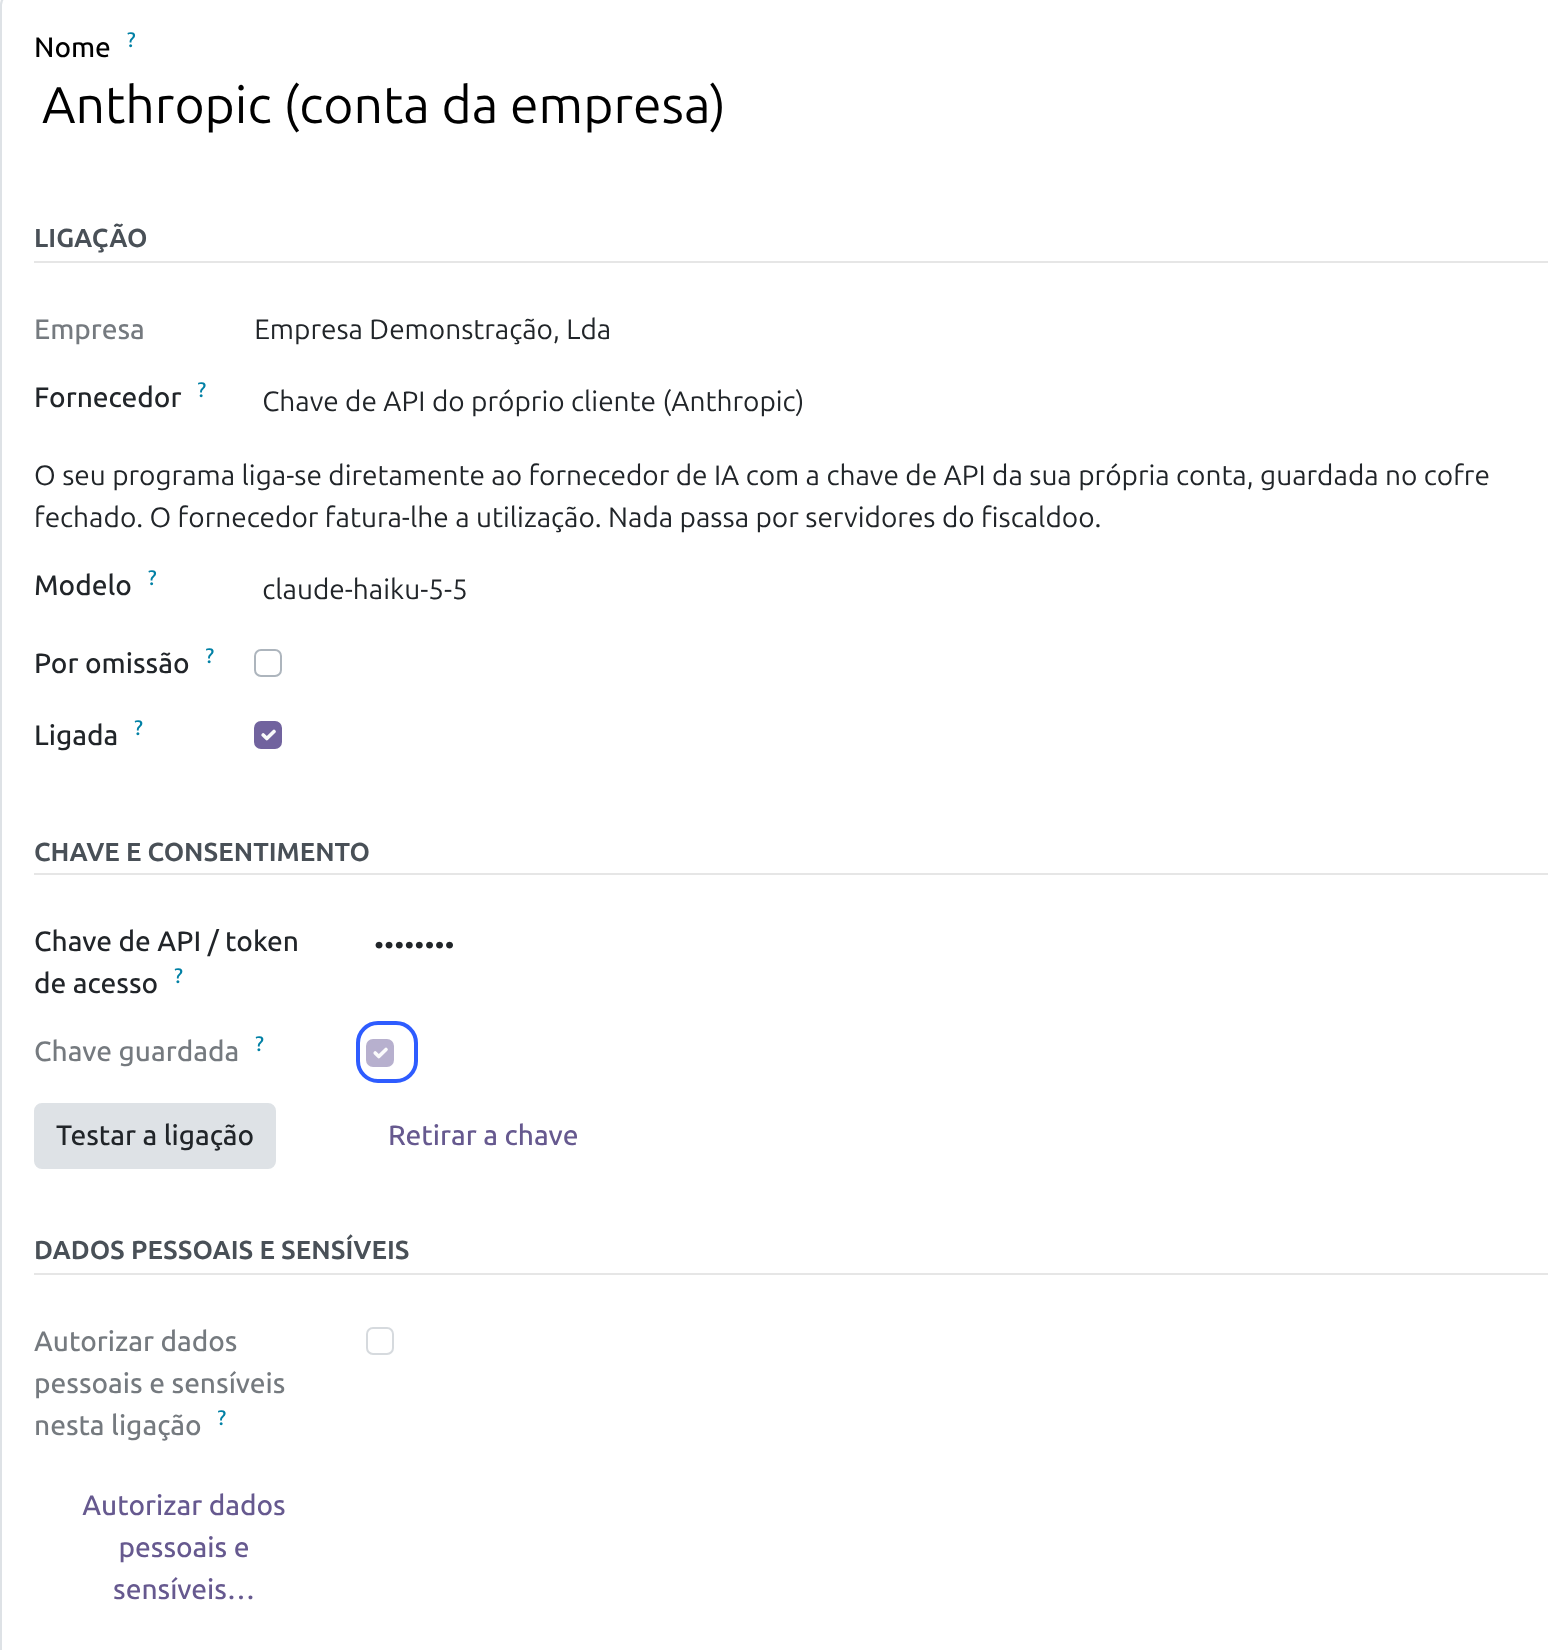 Nome ?
Anthropic (conta da empresa)
LIGAÇÃO
Empresa Empresa Demonstração, Lda
Fornecedor ? Chave de API do próprio cliente (Anthropic)
O seu programa liga-se diretamente ao fornecedor de IA com a chave de API da sua própria conta, guardada no cofre
fechado. O fornecedor fatura-lhe a utilização. Nada passa por servidores do fiscaldoo.
Modelo ? claude-haiku-5-5
Por omissão ?
Ligada ?
CHAVE E CONSENTIMENTO
Chave de API / token ••••••••
de acesso ?
Chave guardada ?
Testar a ligação Retirar a chave
DADOS PESSOAIS E SENSÍVEIS
Autorizar dados
pessoais e sensíveis
nesta ligação ?
Autorizar dados
pessoais e
sensíveis…